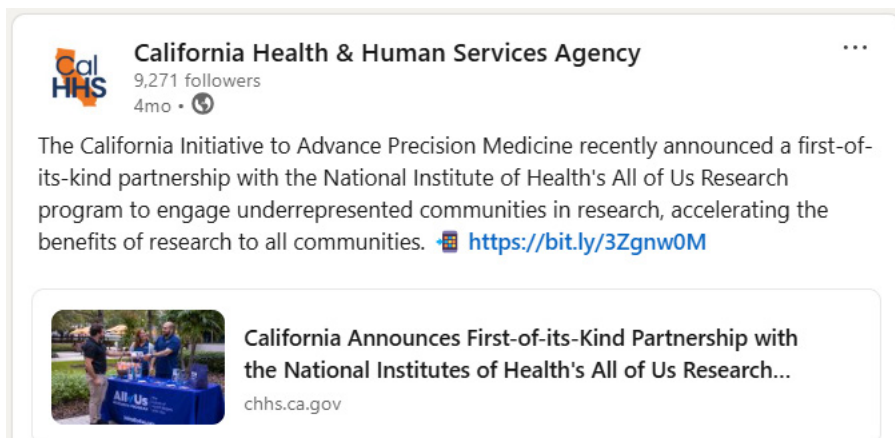 Cal
HHS
California Health & Human Services Agency
...
9,271 followers
4mo •
The California Initiative to Advance Precision Medicine recently announced a first-of-
its-kind partnership with the National Institute of Health's All of Us Research
program to engage underrepresented communities in research, accelerating the
benefits of research to all communities. https://bit.ly/3Zgnw0M
California Announces First-of-its-Kind Partnership with
the National Institutes of Health's All of Us Research...
chhs.ca.gov
All of Us